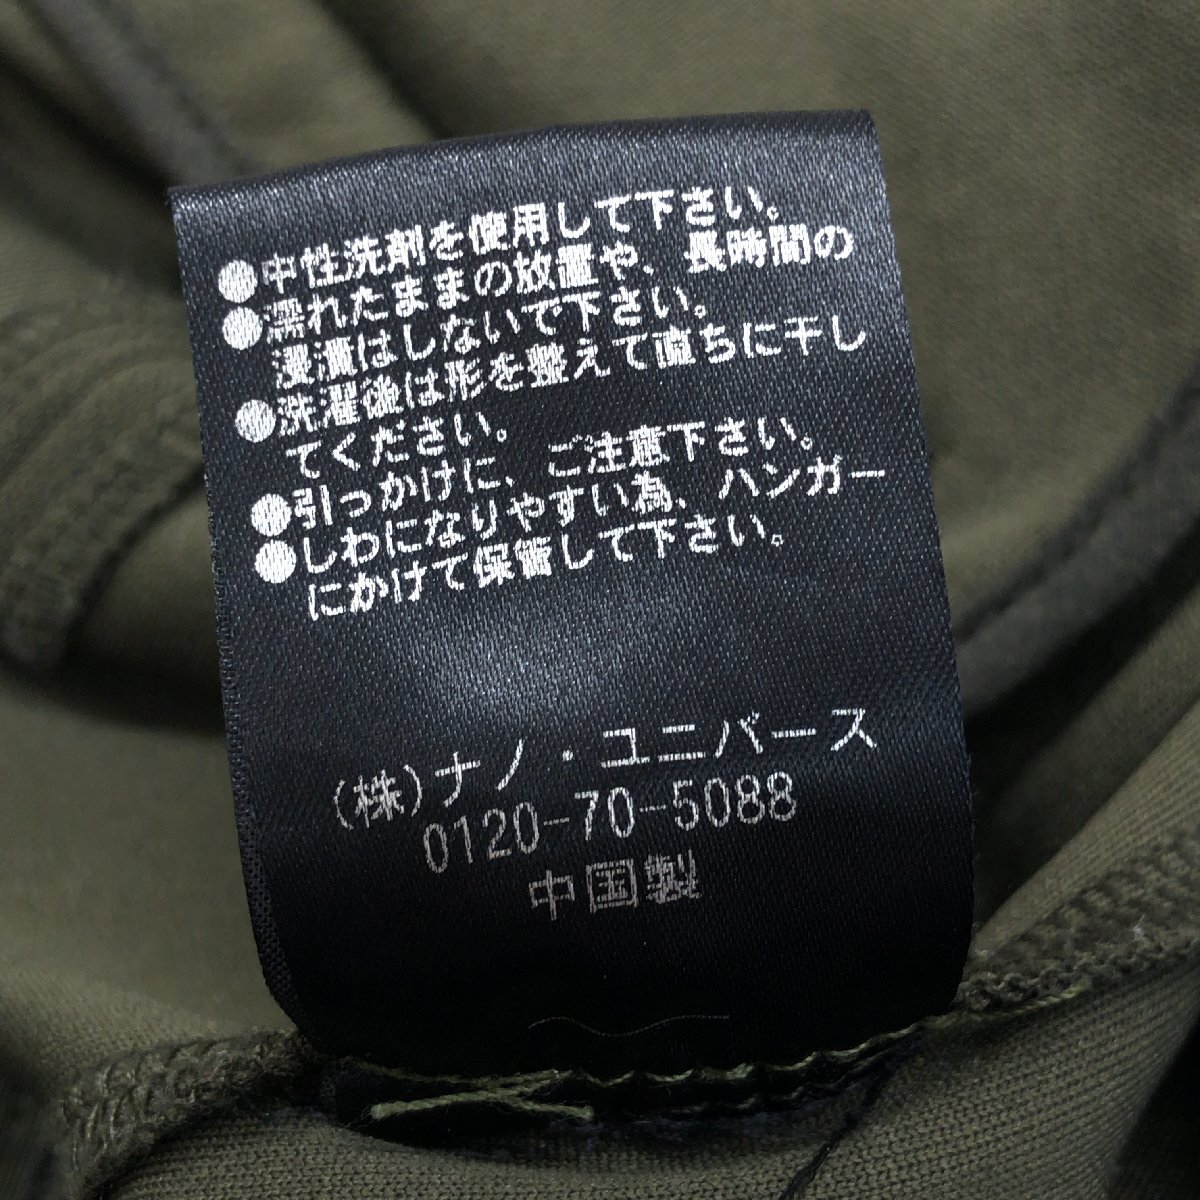 ●中性洗剤を使用して下さい。
●濡れたままの放置や、長時間の
浸漬はしないで下さい。
●洗濯後は形を整えて直ちに干し
てください。
●引っかけに、ご注意下さい。
●しわになりやすい為、ハンガー
にかけて保管して下さい。
(株)ナノ・ユニバース
0120-70-5088
中国製